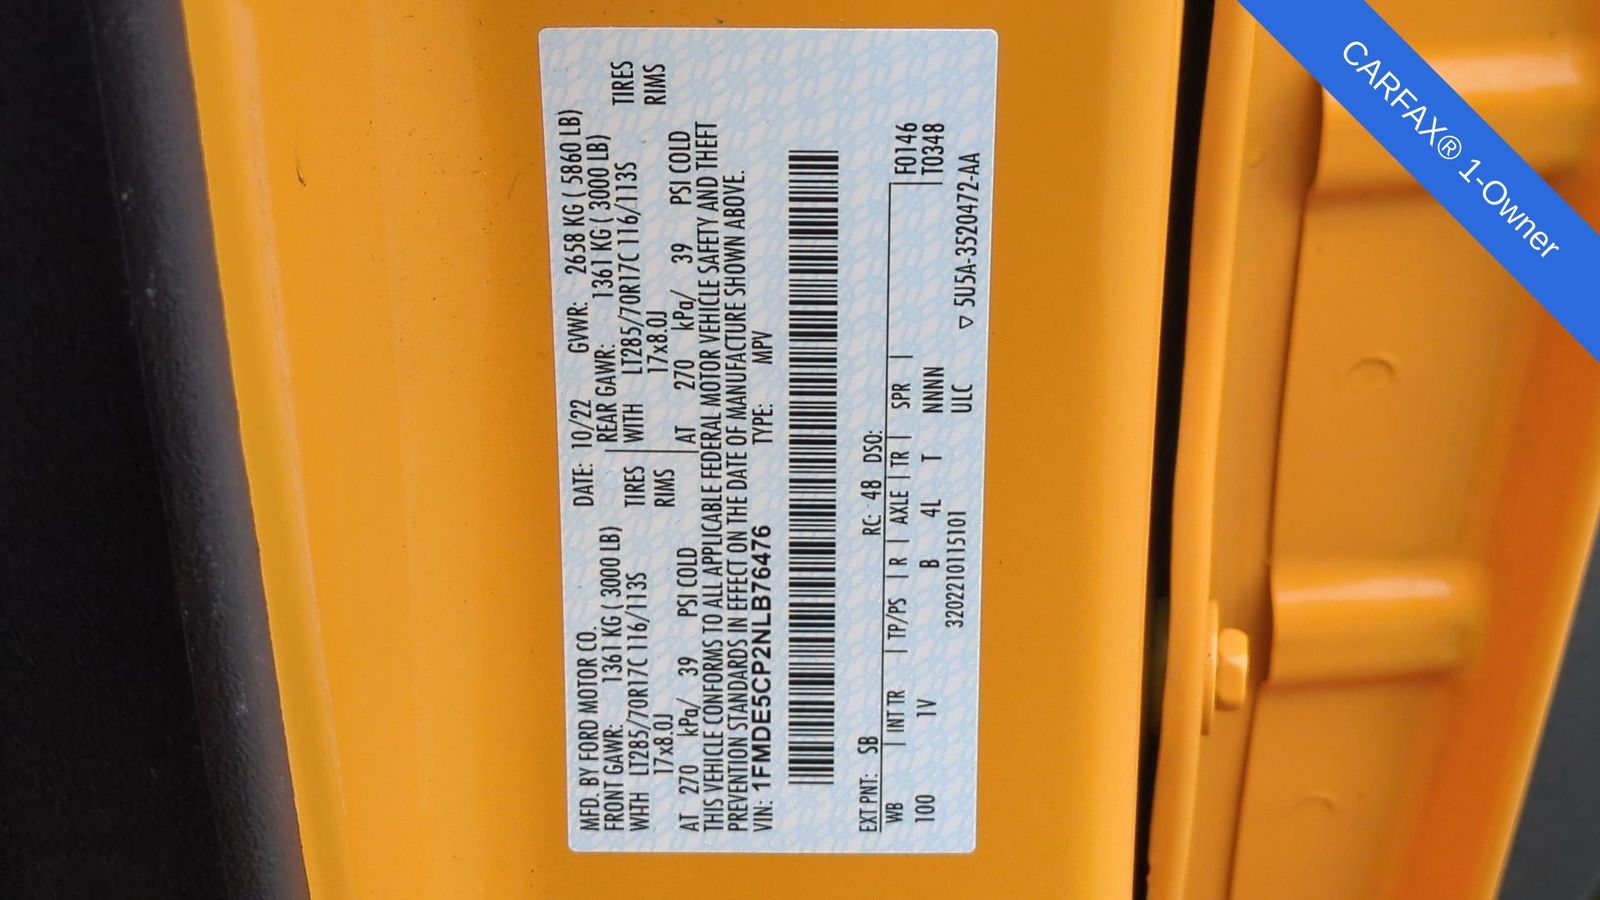 MFD. BY FORD MOTOR CO. DATE: 10/22 GVWR: 2658 KG ( 5860 LB)
FRONT GAWR: 1361 KG ( 3000 LB) REAR GAWR: 1361 KG ( 3000 LB)
WITH LT285/70R17C 116/113S TIRES WITH LT285/70R17C 116/113S TIRES
17x8.0J RIMS 17x8.0J RIMS
AT 270 kPa/ 39 PSI COLD AT 270 kPa/ 39 PSI COLD
THIS VEHICLE CONFORMS TO ALL APPLICABLE FEDERAL MOTOR VEHICLE SAFETY AND THEFT
PREVENTION STANDARDS IN EFFECT ON THE DATE OF MANUFACTURE SHOWN ABOVE.
VIN: 1FMDE5CP2NLB76476 TYPE: MPV
EXT PNT: SB RC: 48 DSO:
WB INT TR TP/PS R AXLE TR SPR F0146
100 1V B 4L T NNNN T0348
3202210115101 ULC
▽ 5U5A-3520472-AA
CARFAX® 1-Owner